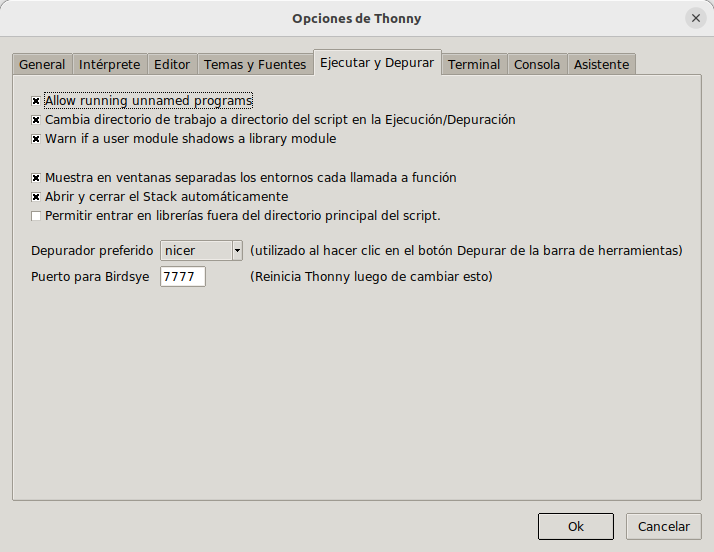 Opciones de Thonny
General Intérprete Editor Temas y Fuentes Ejecutar y Depurar Terminal Consola Asistente
Allow running unnamed programs
Cambia directorio de trabajo a directorio del script en la Ejecución/Depuración
Warn if a user module shadows a library module
Muestra en ventanas separadas los entornos cada llamada a función
Abrir y cerrar el Stack automáticamente
Permitir entrar en librerías fuera del directorio principal del script.
Depurador preferido nicer (utilizado al hacer clic en el botón Depurar de la barra de herramientas)
Puerto para Birdsye 7777 (Reinicia Thonny luego de cambiar esto)
Ok Cancelar